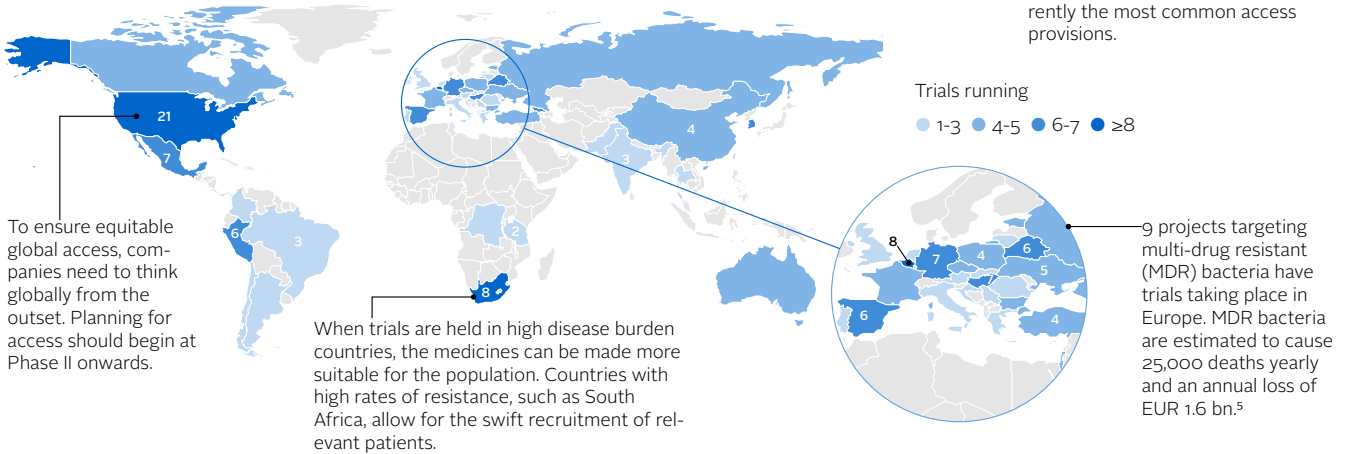 rently the most common access
provisions.
Trials running
1-3 4-5 6-7 ≥8
21
7
6
3
2
8
3
4
8
7
4
6
5
6
4
To ensure equitable
global access, com-
panies need to think
globally from the
outset. Planning for
access should begin at
Phase II onwards.
When trials are held in high disease burden
countries, the medicines can be made more
suitable for the population. Countries with
high rates of resistance, such as South
Africa, allow for the swift recruitment of rel-
evant patients.
9 projects targeting
multi-drug resistant
(MDR) bacteria have
trials taking place in
Europe. MDR bacteria
are estimated to cause
25,000 deaths yearly
and an annual loss of
EUR 1.6 bn.⁵